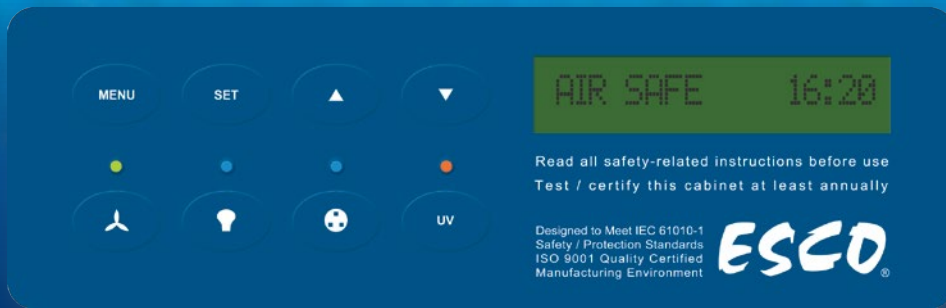 MENU
SET
AIR SAFE 16:20
UV
Read all safety-related instructions before use
Test / certify this cabinet at least annually
Designed to Meet IEC 61010-1
Safety / Protection Standards
ISO 9001 Quality Certified
Manufacturing Environment
ESCO®